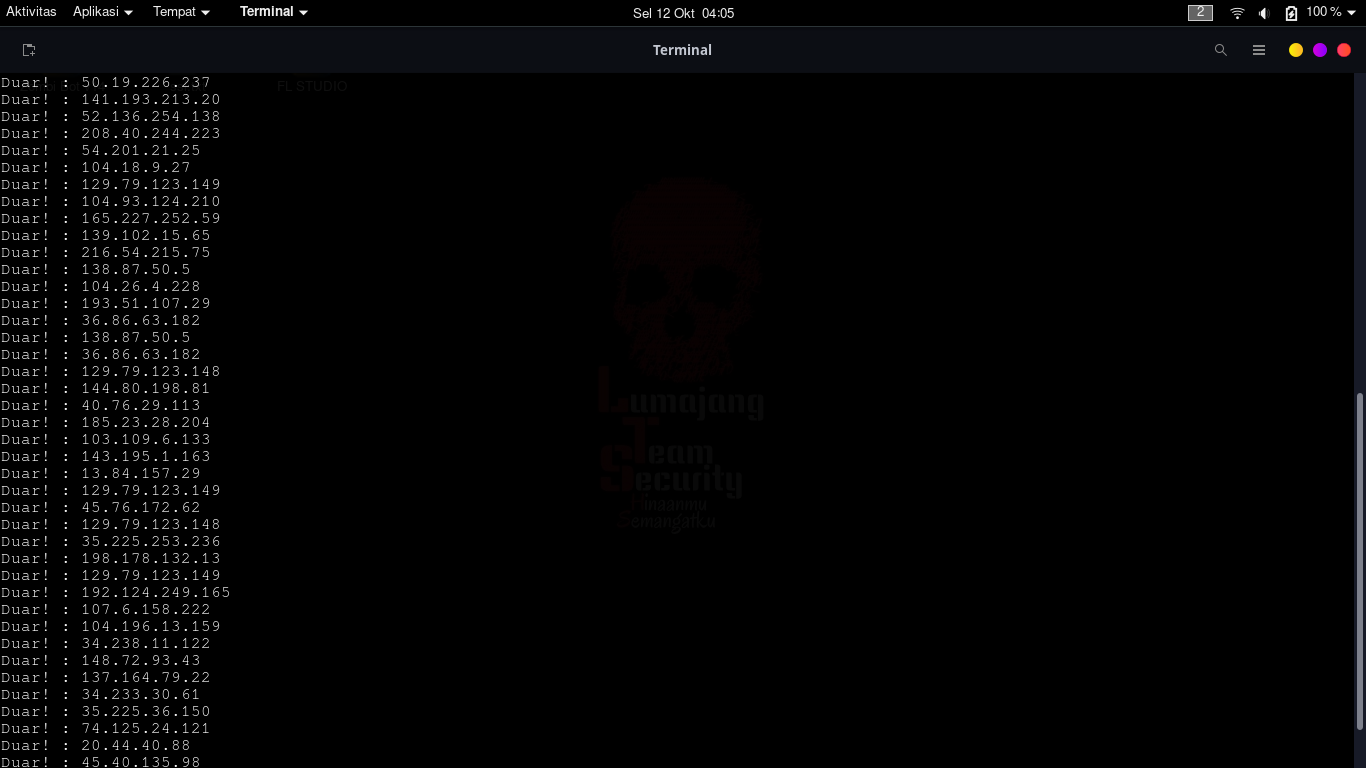 Aktivitas Aplikasi Tempat Terminal Sel 12 Okt 04:05 2 100 %
Terminal
FL STUDIO
Duar! : 50.19.226.237
Duar! : 141.193.213.20
Duar! : 52.136.254.138
Duar! : 208.40.244.223
Duar! : 54.201.21.25
Duar! : 104.18.9.27
Duar! : 129.79.123.149
Duar! : 104.93.124.210
Duar! : 165.227.252.59
Duar! : 139.102.15.65
Duar! : 216.54.215.75
Duar! : 138.87.50.5
Duar! : 104.26.4.228
Duar! : 193.51.107.29
Duar! : 36.86.63.182
Duar! : 138.87.50.5
Duar! : 36.86.63.182
Duar! : 129.79.123.148
Duar! : 144.80.198.81
Duar! : 40.76.29.113
Duar! : 185.23.28.204
Duar! : 103.109.6.133
Duar! : 143.195.1.163
Duar! : 13.84.157.29
Duar! : 129.79.123.149
Duar! : 45.76.172.62
Duar! : 129.79.123.148
Duar! : 35.225.253.236
Duar! : 198.178.132.13
Duar! : 129.79.123.149
Duar! : 192.124.249.165
Duar! : 107.6.158.222
Duar! : 104.196.13.159
Duar! : 34.238.11.122
Duar! : 148.72.93.43
Duar! : 137.164.79.22
Duar! : 34.233.30.61
Duar! : 35.225.36.150
Duar! : 74.125.24.121
Duar! : 20.44.40.88
Duar! : 45.40.135.98
Lumajang
Team
Security
Hinaanmu
Semangatku